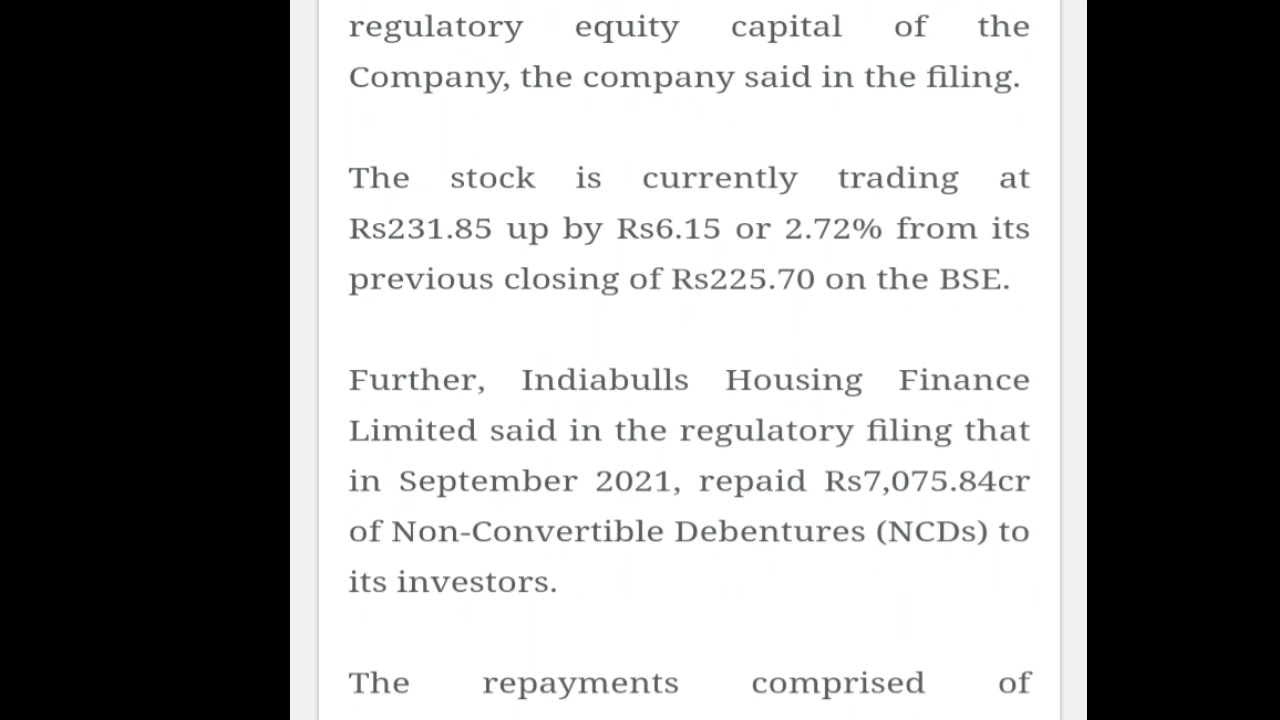 regulatory equity capital of the
Company, the company said in the filing.
The stock is currently trading at
Rs231.85 up by Rs6.15 or 2.72% from its
previous closing of Rs225.70 on the BSE.
Further, Indiabulls Housing Finance
Limited said in the regulatory filing that
in September 2021, repaid Rs7,075.84cr
of Non-Convertible Debentures (NCDs) to
its investors.
The repayments comprised of